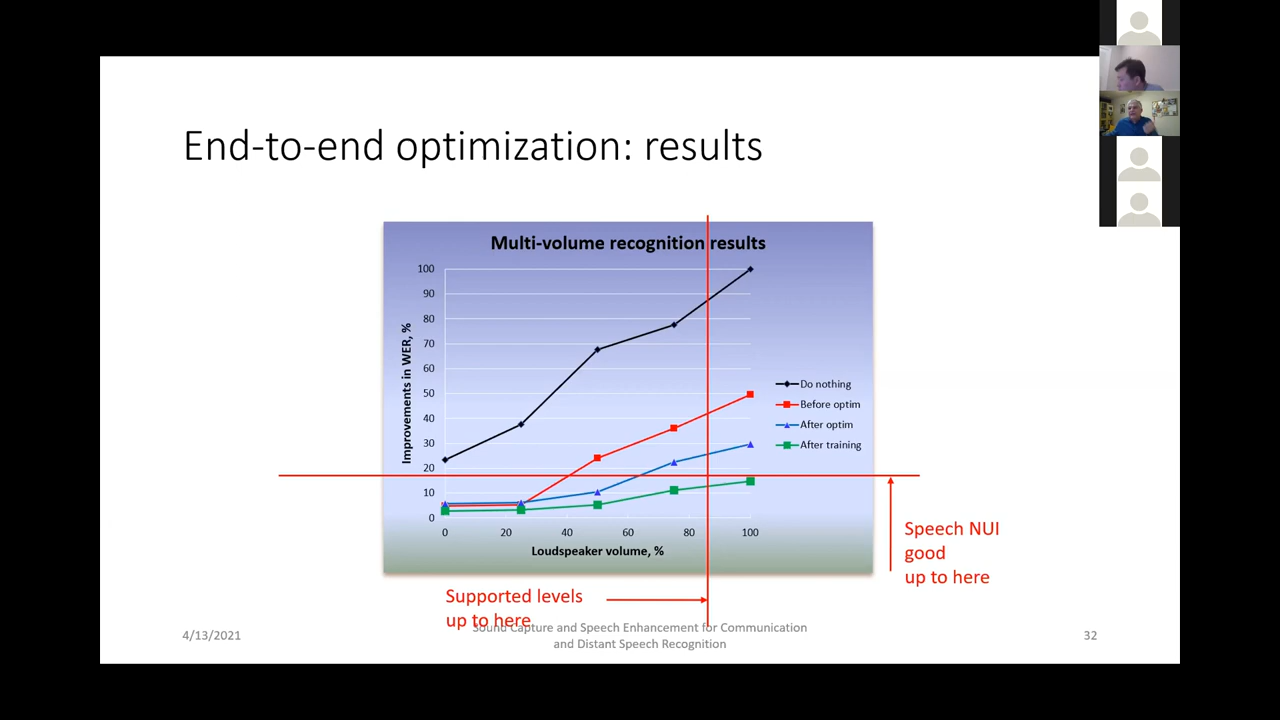 End-to-end optimization: results
Multi-volume recognition results
Improvements in WER, %
100
90
80
70
60
50
40
30
20
10
0
0 20 40 60 80 100
Loudspeaker volume, %
Do nothing
Before optim
After optim
After training
Speech NUI
good
up to here
Supported levels
up to here
4/13/2021
Sound Capture and Speech Enhancement for Communication
and Distant Speech Recognition
32